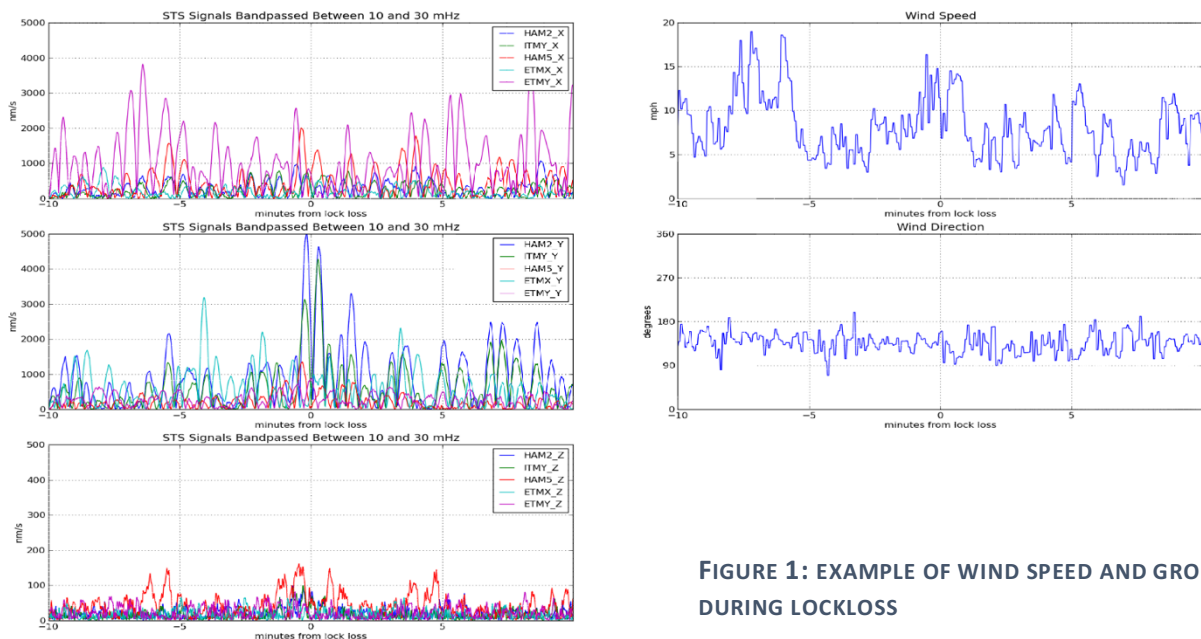 STS Signals Bandpassed Between 10 and 30 mHz
5000
4000
3000
2000
1000
0
nm/s
HAM2_X
ITMY_X
HAM5_X
ETMX_X
ETMY_X
−10
−5
0
5
minutes from lock loss
STS Signals Bandpassed Between 10 and 30 mHz
5000
4000
3000
2000
1000
0
nm/s
HAM2_Y
ITMY_Y
HAM5_Y
ETMX_Y
ETMY_Y
−10
−5
0
5
minutes from lock loss
STS Signals Bandpassed Between 10 and 30 mHz
500
400
300
200
100
0
nm/s
HAM2_Z
ITMY_Z
HAM5_Z
ETMX_Z
ETMY_Z
−10
−5
0
5
minutes from lock loss
Wind Speed
20
15
10
5
0
mph
−10
−5
0
5
minutes from lock loss
Wind Direction
360
270
180
90
0
degrees
−10
−5
0
5
minutes from lock loss
FIGURE 1: EXAMPLE OF WIND SPEED AND GRO
DURING LOCKLOSS